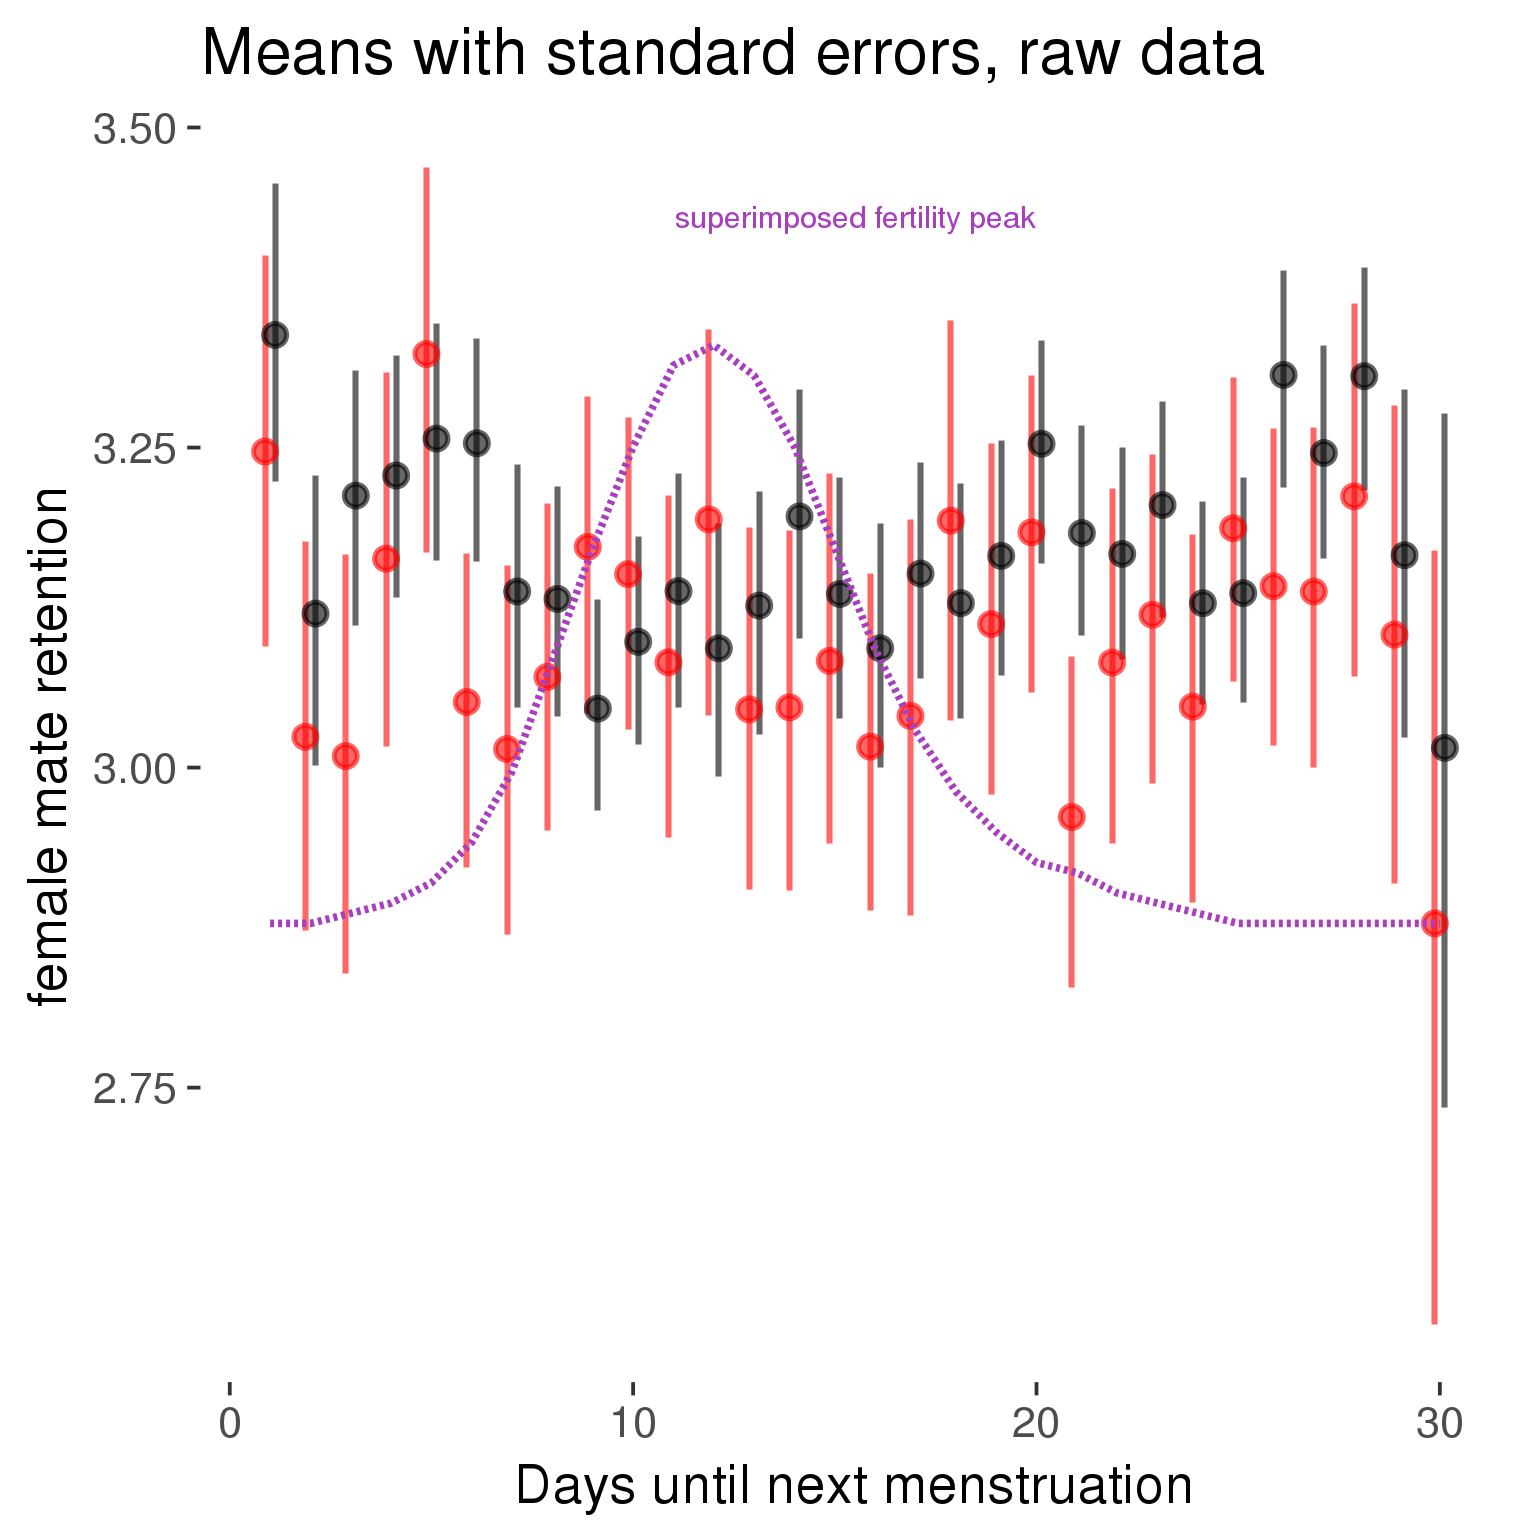 Means with standard errors, raw data
3.50
superimposed fertility peak
3.25
female mate retention
3.00
2.75
0 10 20 30
Days until next menstruation